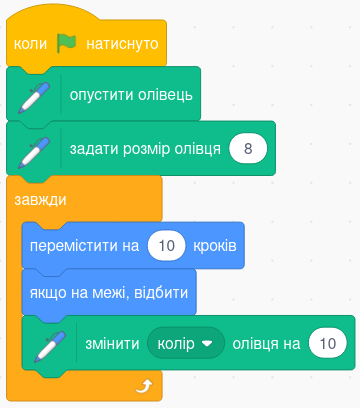 коли натиснуто
опустити олівець
задати розмір олівця 8
завжди
перемістити на 10 кроків
якщо на межі, відбити
змінити колір олівця на 10